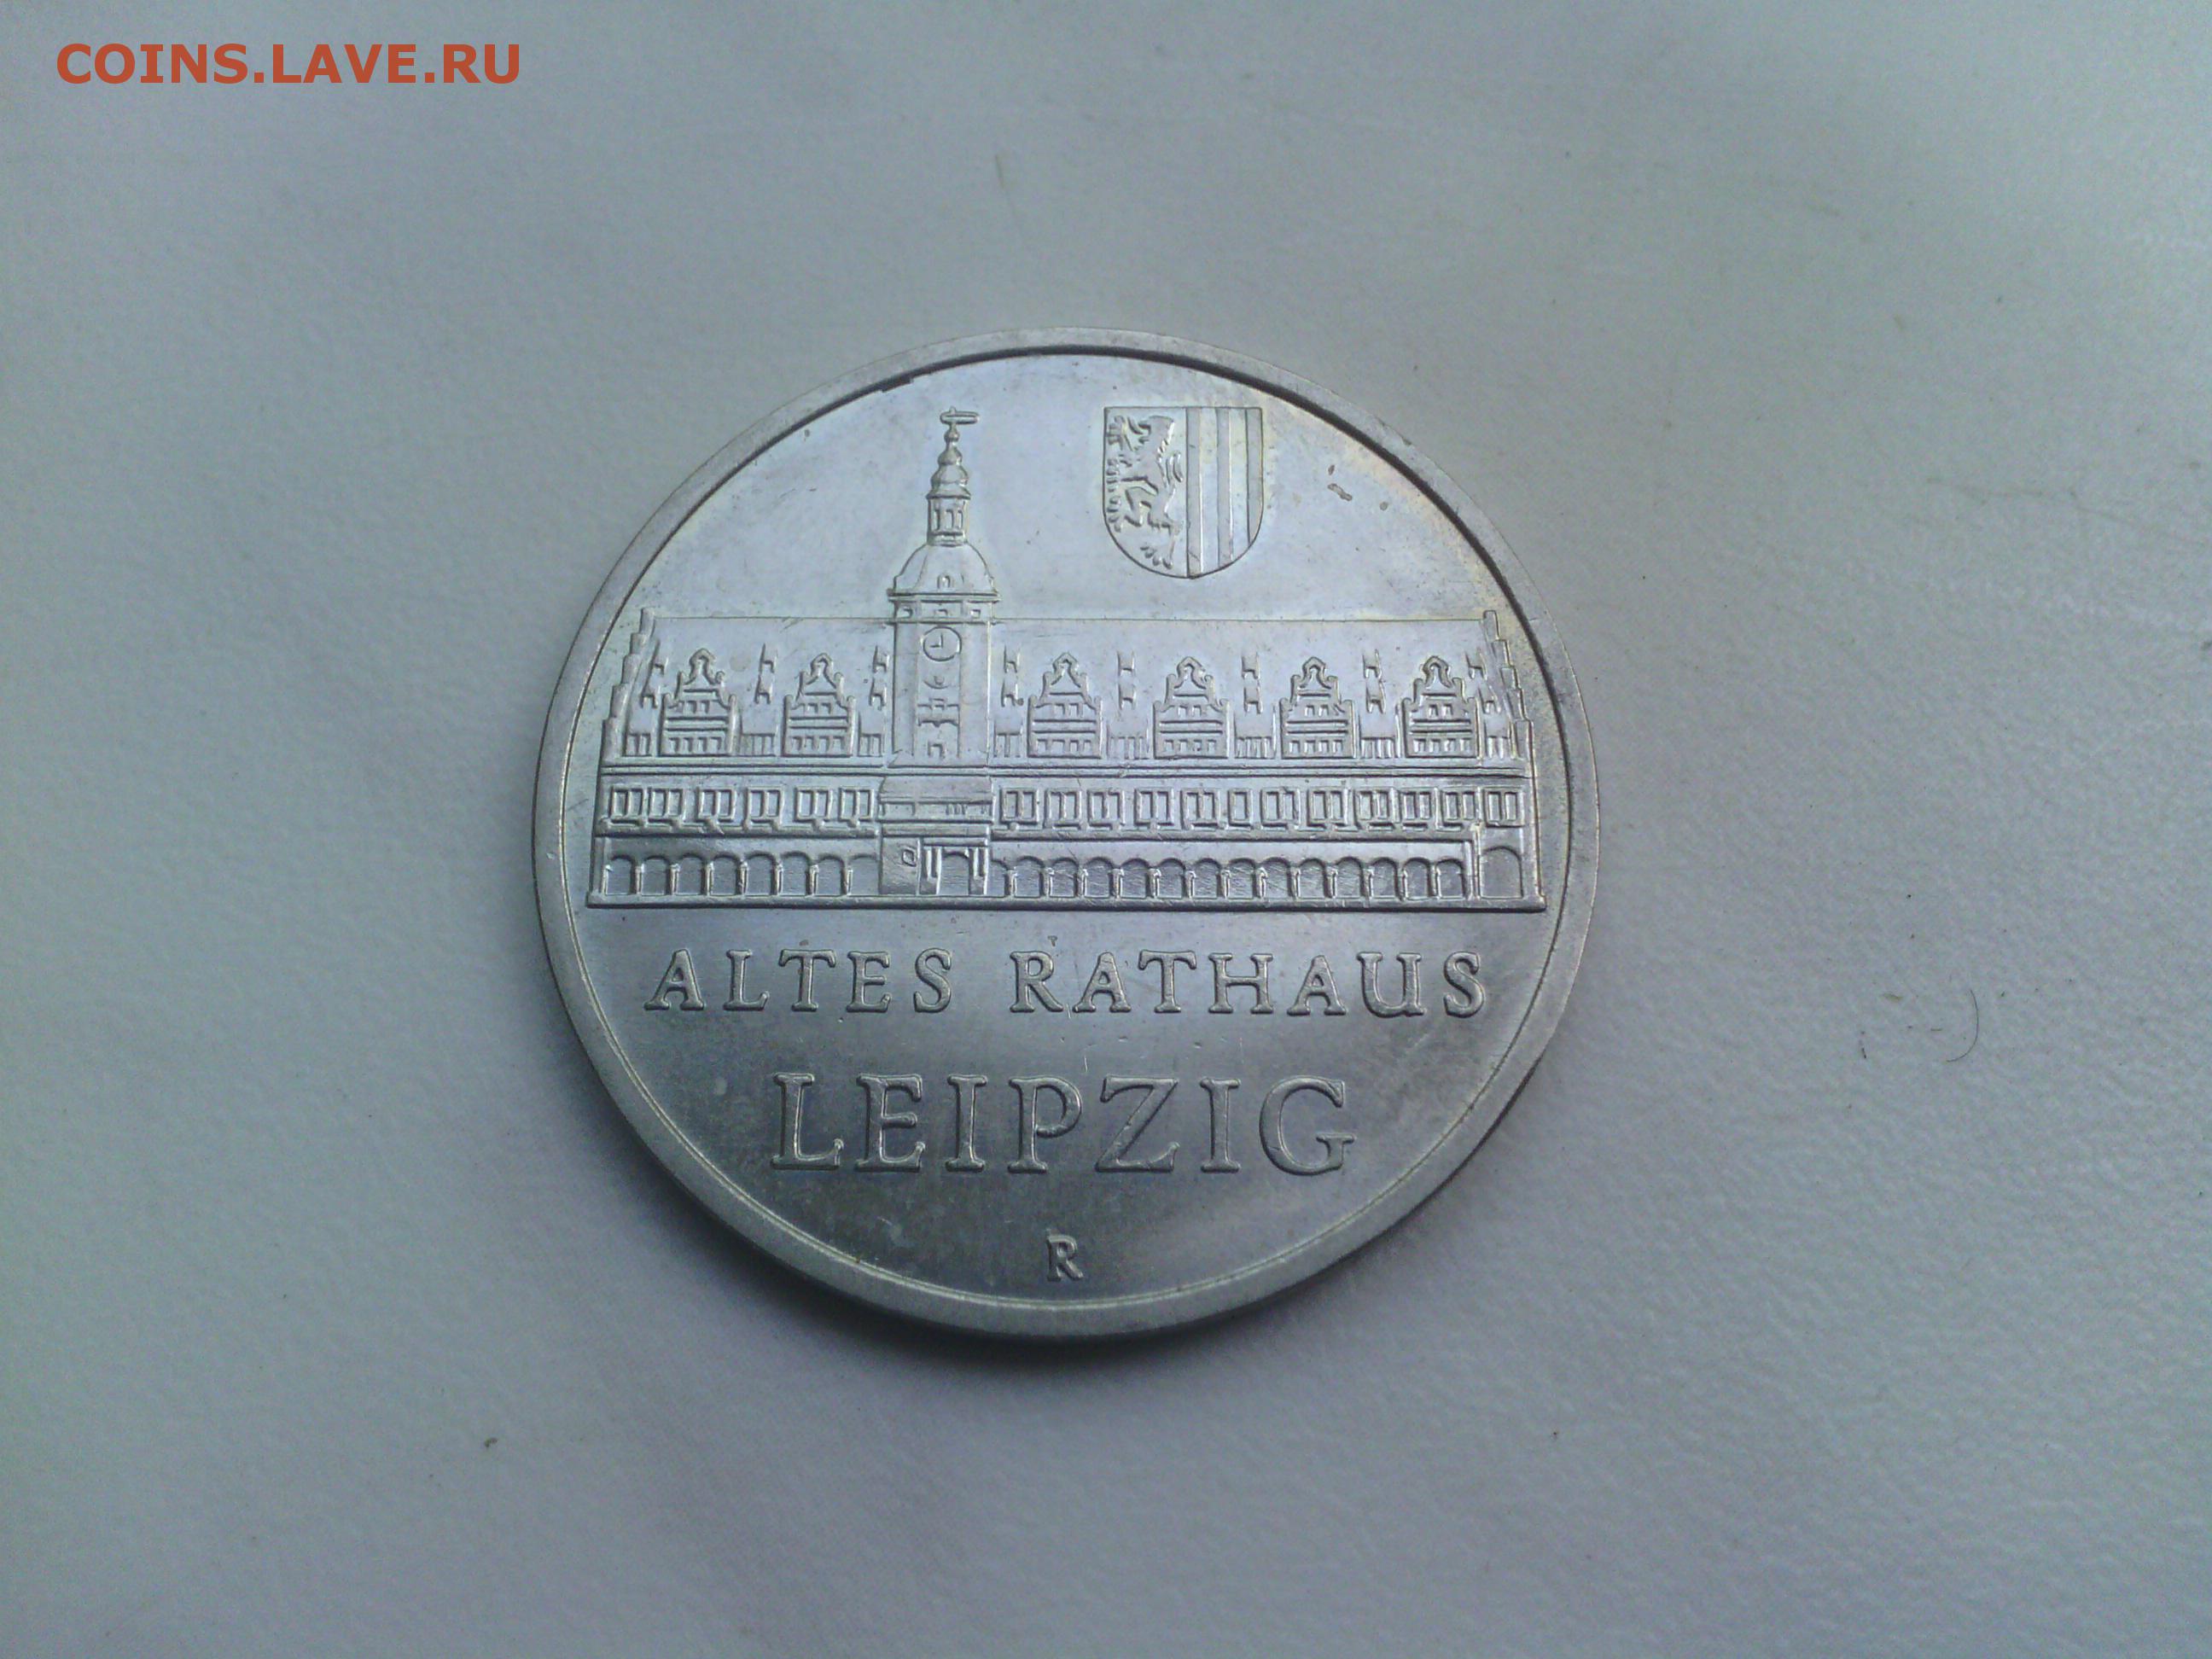 COINS.LAVE.RU
ALTES RATHAUS
LEIPZIG
R